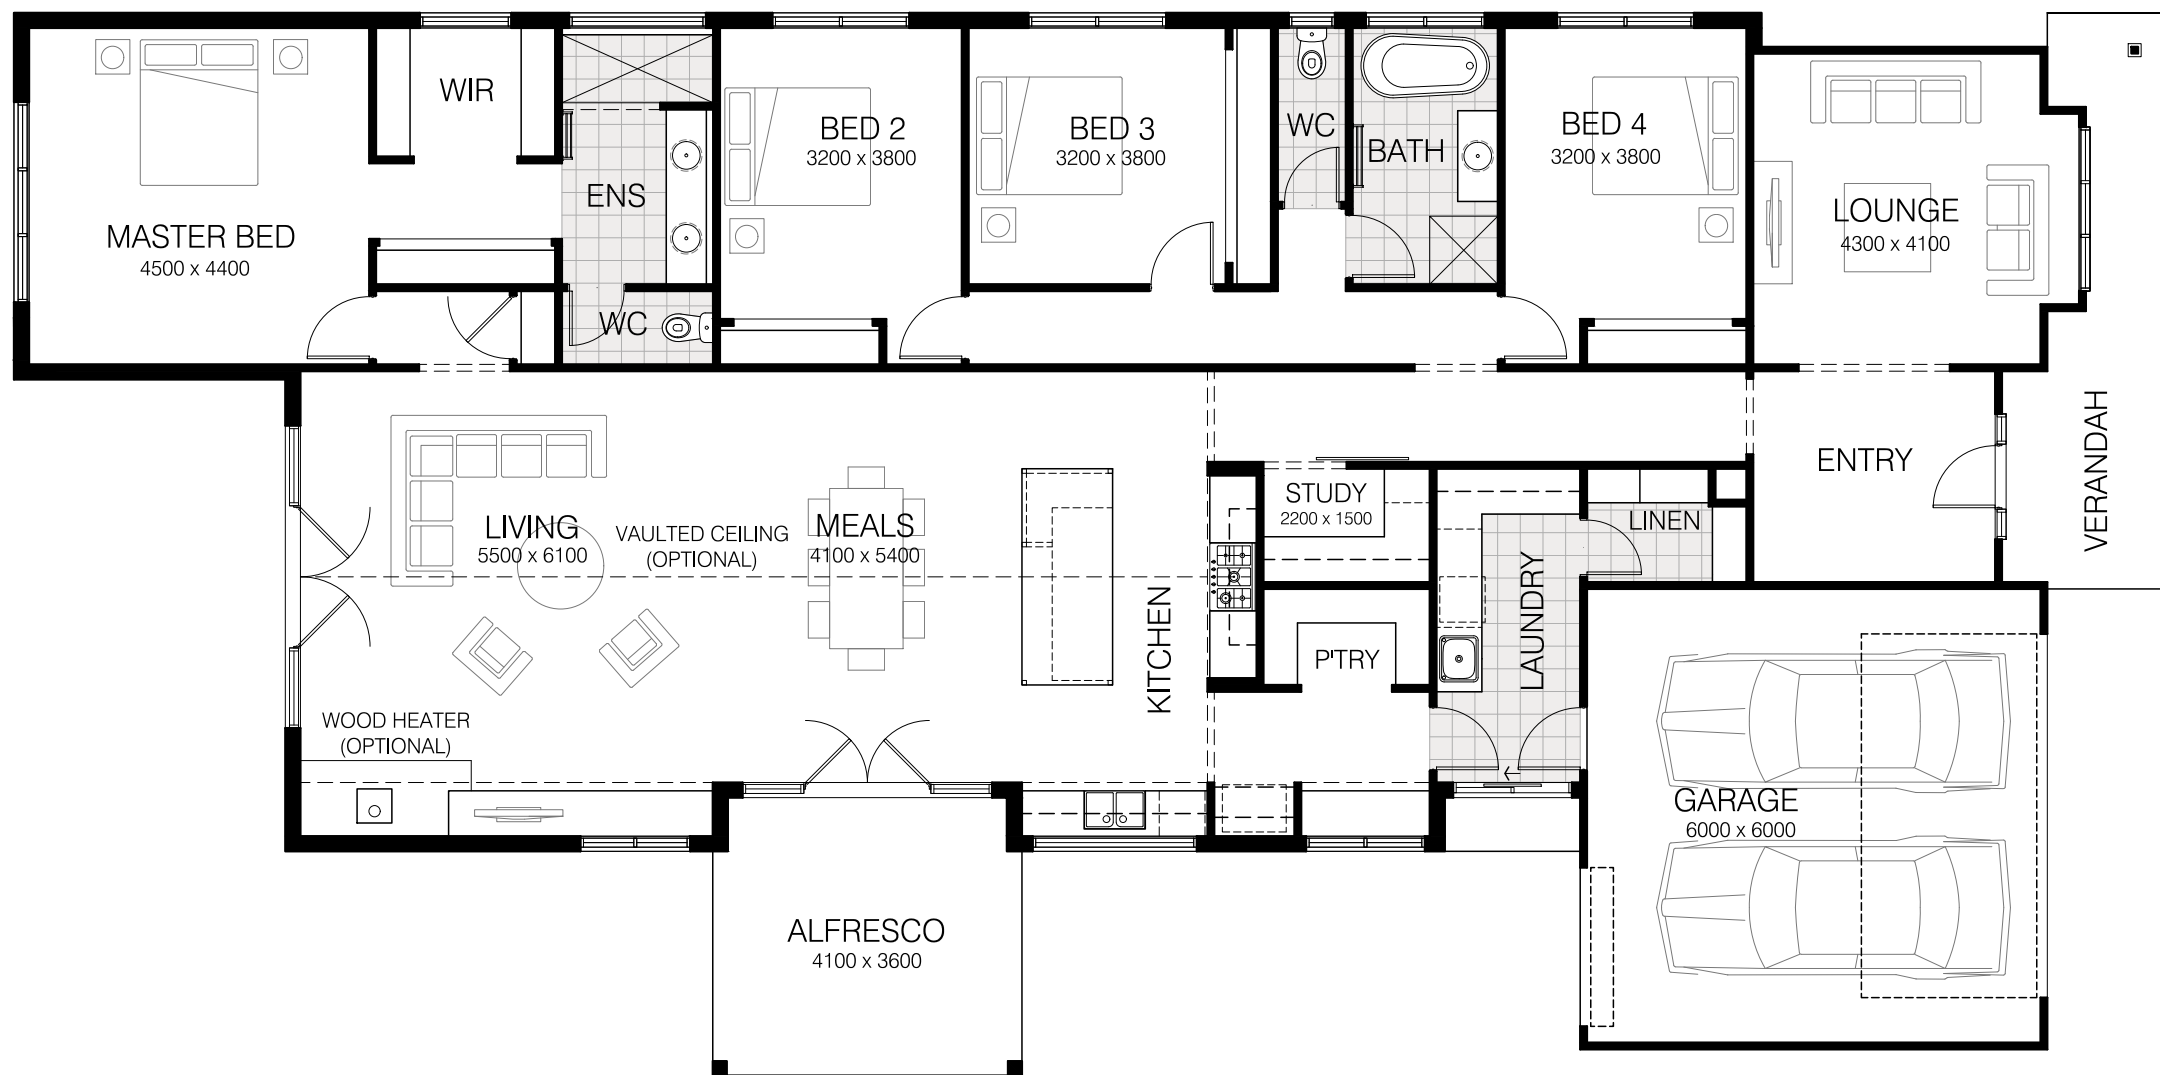 WIR
BED 2
3200 x 3800
BED 3
3200 x 3800
WC
BATH
BED 4
3200 x 3800
ENS
MASTER BED
4500 x 4400
LOUNGE
4300 x 4100
WC
VERANDAH
ENTRY
STUDY
2200 x 1500
LINEN
LIVING
5500 x 6100
VAULTED CEILING
(OPTIONAL)
MEALS
4100 x 5400
KITCHEN
LAUNDRY
P'TRY
WOOD HEATER
(OPTIONAL)
GARAGE
6000 x 6000
ALFRESCO
4100 x 3600